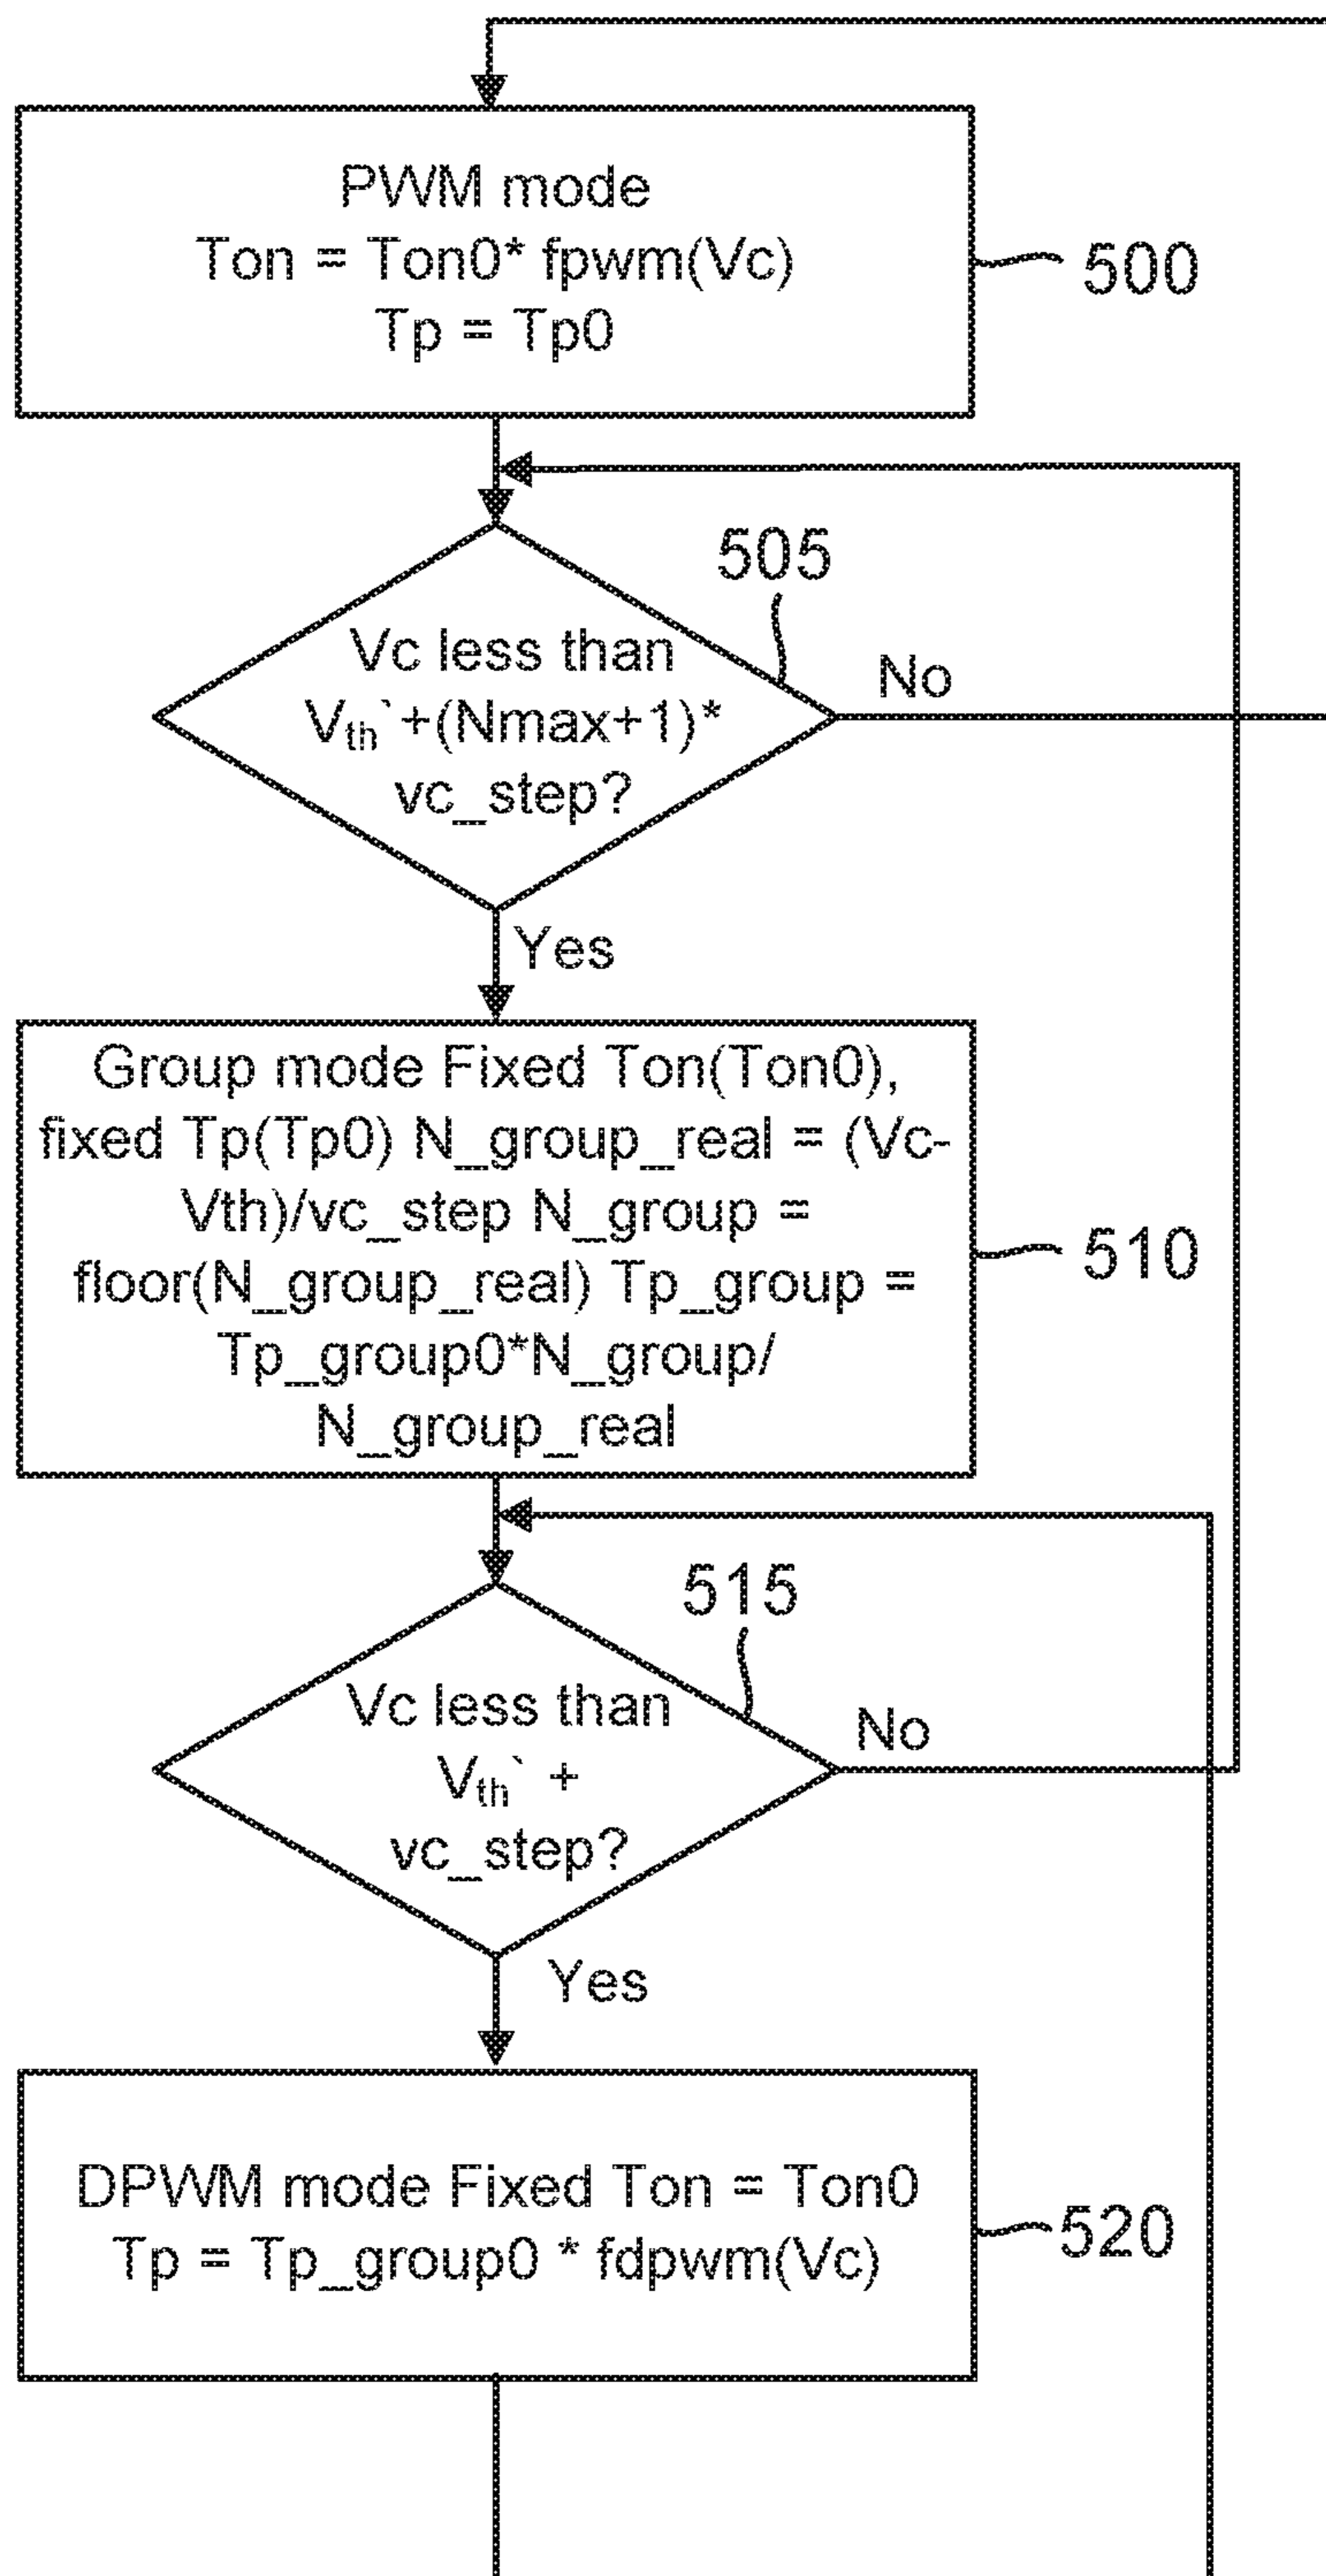 PWM mode
Ton = Ton0* fpwm(Vc)
Tp = Tp0
500
505
Vc less than
Vth`+(Nmax+1)*
vc_step?
No
Yes
Group mode Fixed Ton(Ton0),
fixed Tp(Tp0) N_group_real = (Vc-
Vth)/vc_step N_group =
floor(N_group_real) Tp_group =
Tp_group0*N_group/
N_group_real
510
515
Vc less than
Vth` +
vc_step?
No
Yes
DPWM mode Fixed Ton = Ton0
Tp = Tp_group0 * fdpwm(Vc)
520